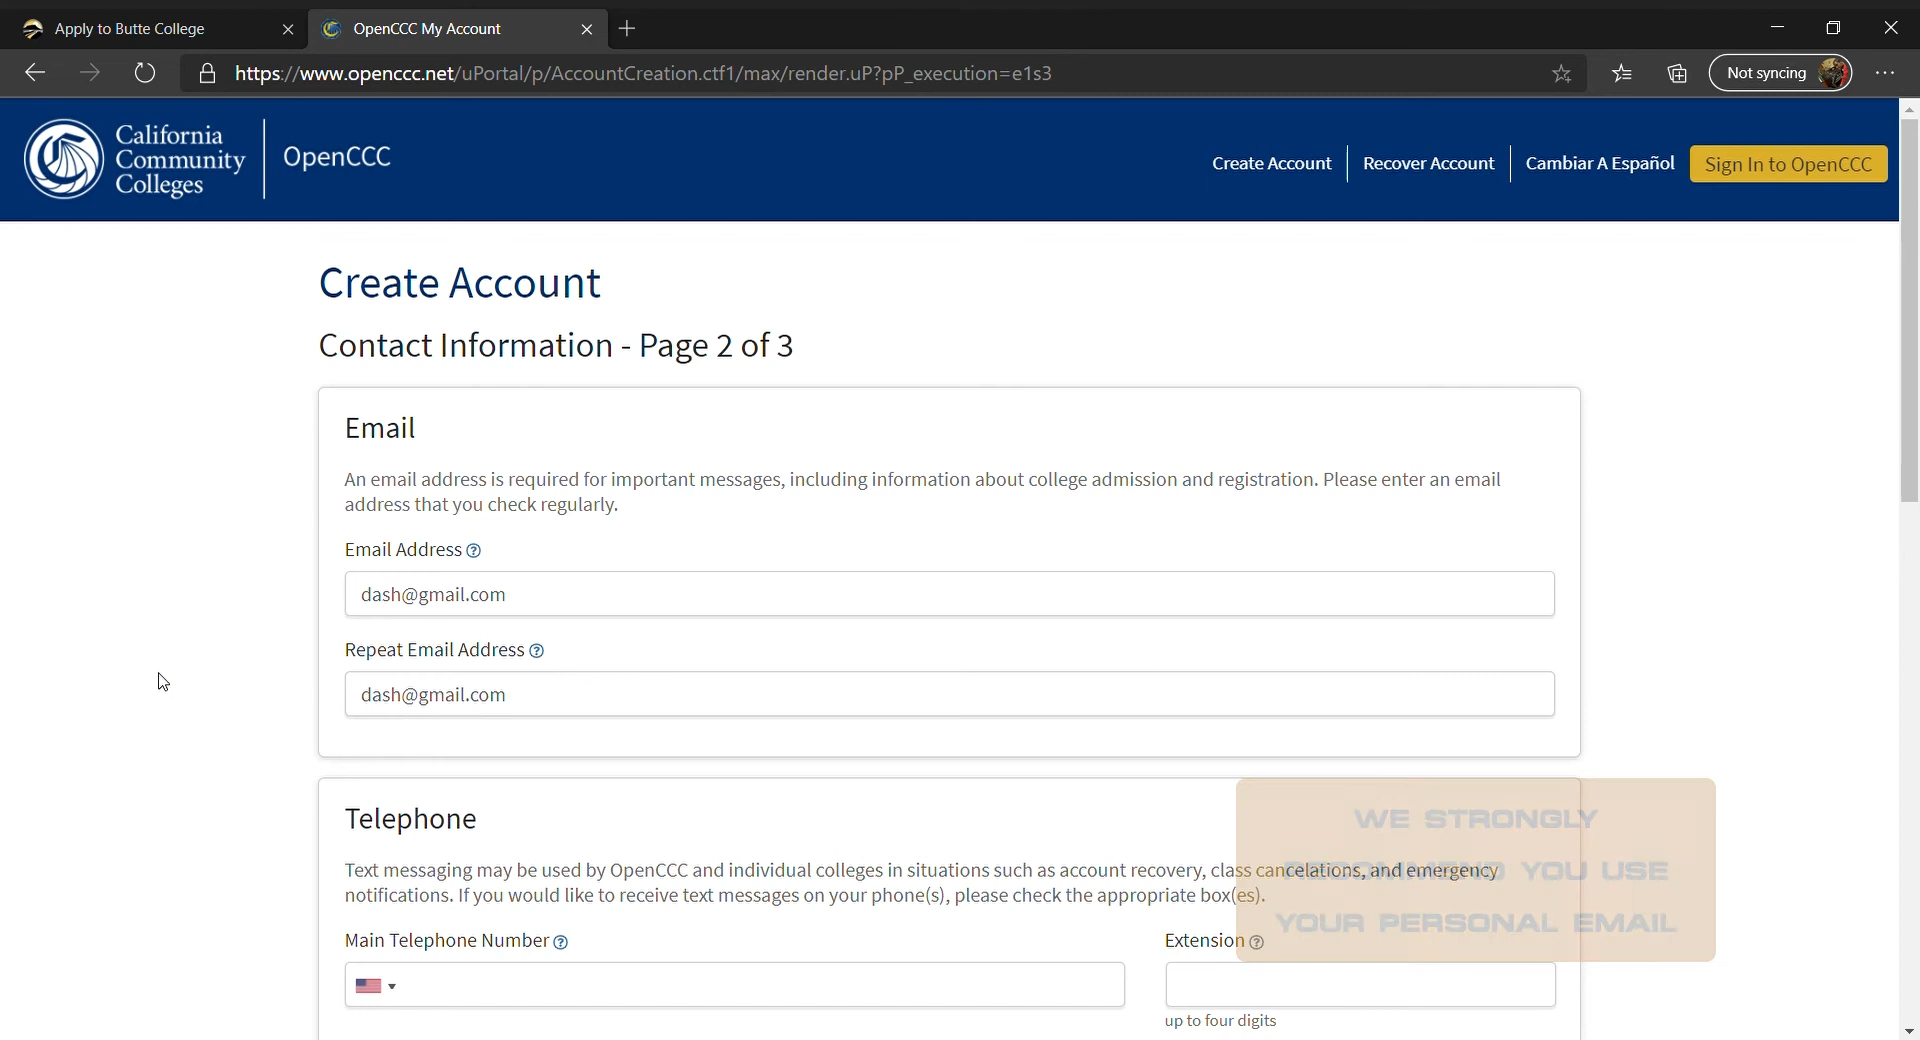 Apply to Butte College
OpenCCC My Account
https://www.openccc.net/uPortal/p/AccountCreation.ctf1/max/render.uP?pP_execution=e1s3
Not syncing
California
Community
Colleges
OpenCCC
Create Account
Recover Account
Cambiar A Español
Sign In to OpenCCC
Create Account
Contact Information - Page 2 of 3
Email
An email address is required for important messages, including information about college admission and registration. Please enter an email
address that you check regularly.
Email Address
dash@gmail.com
Repeat Email Address
dash@gmail.com
Telephone
Text messaging may be used by OpenCCC and individual colleges in situations such as account recovery, class cancelations, and emergency
notifications. If you would like to receive text messages on your phone(s), please check the appropriate box(es).
WE STRONGLY
RECOMMEND YOU USE
YOUR PERSONAL EMAIL
Main Telephone Number
Extension
up to four digits